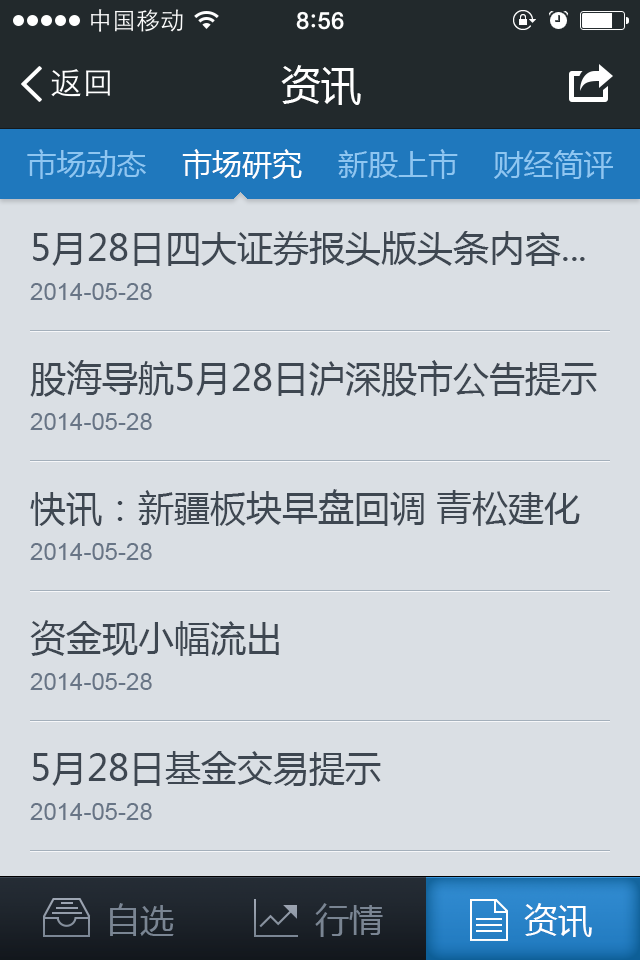 中国移动 8:56
返回 资讯
市场动态 市场研究 新股上市 财经简评
5月28日四大证券报头版头条内容...
2014-05-28
股海导航5月28日沪深股市公告提示
2014-05-28
快讯：新疆板块早盘回调 青松建化
2014-05-28
资金现小幅流出
2014-05-28
5月28日基金交易提示
2014-05-28
自选 行情 资讯